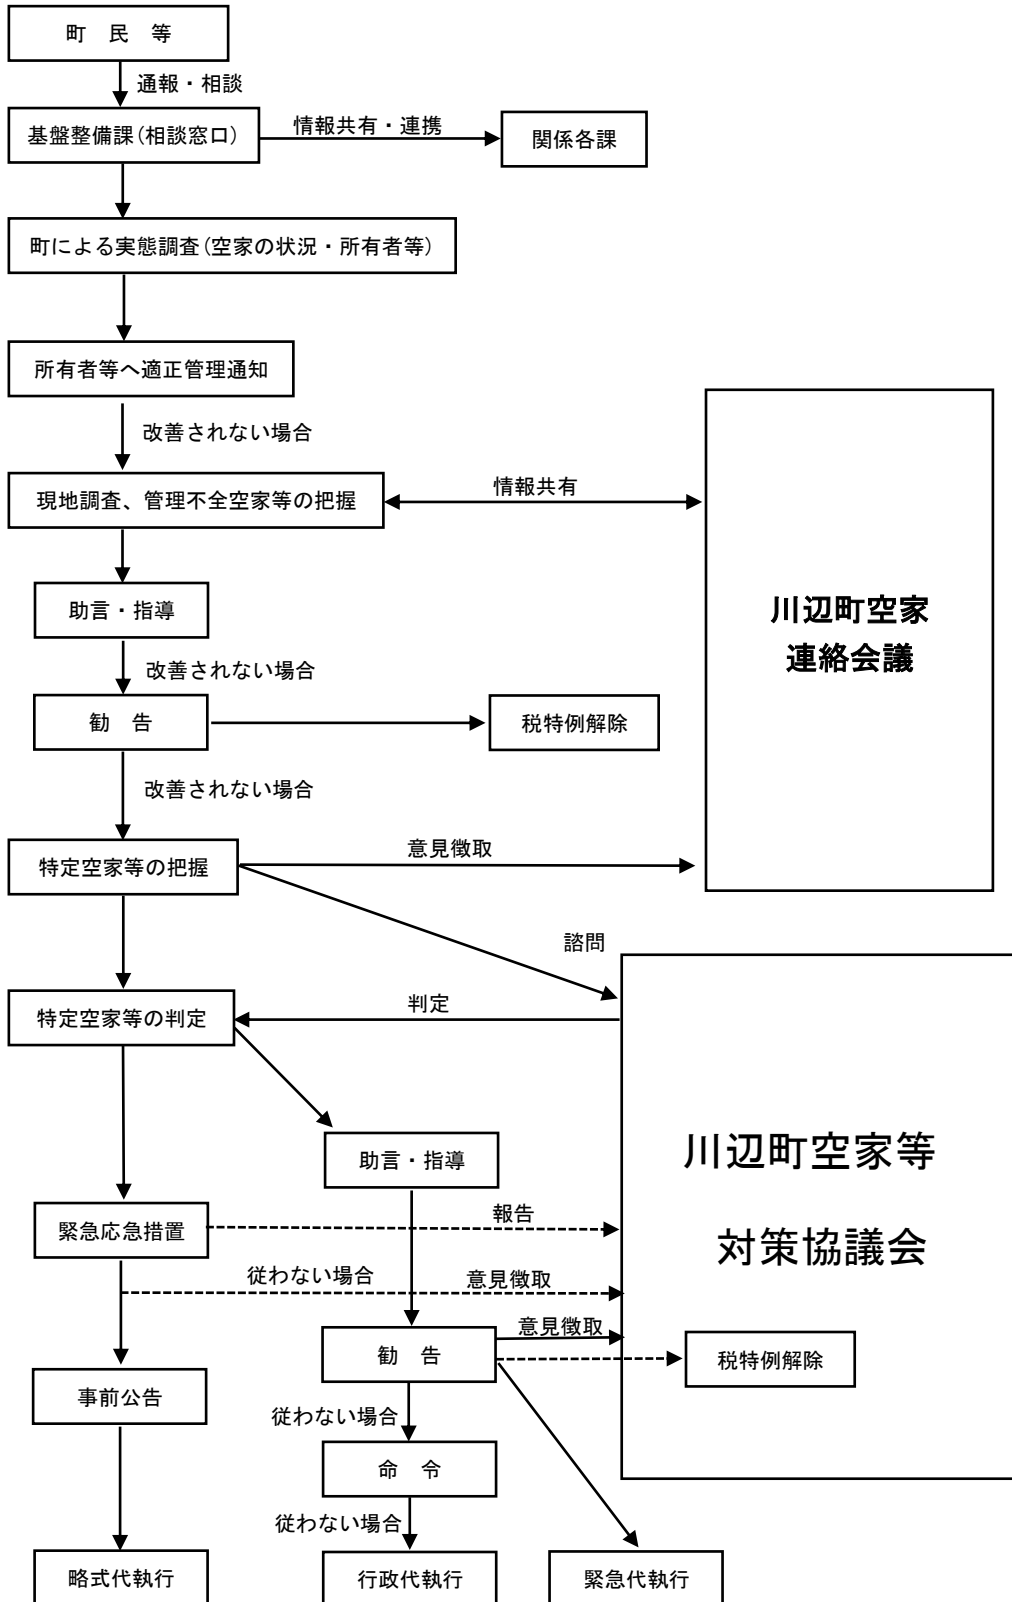 町　民　等
通報・相談
基盤整備課(相談窓口)
情報共有・連携
関係各課
町による実態調査(空家の状況・所有者等)
所有者等へ適正管理通知
改善されない場合
現地調査、管理不全空家等の把握
情報共有
川辺町空家
連絡会議
助言・指導
改善されない場合
勧　告
税特例解除
改善されない場合
特定空家等の把握
意見徴取
諮問
特定空家等の判定
判定
川辺町空家等
対策協議会
助言・指導
緊急応急措置
報告
従わない場合
意見徴取
勧　告
意見徴取
税特例解除
事前公告
従わない場合
命　令
従わない場合
略式代執行
行政代執行
緊急代執行